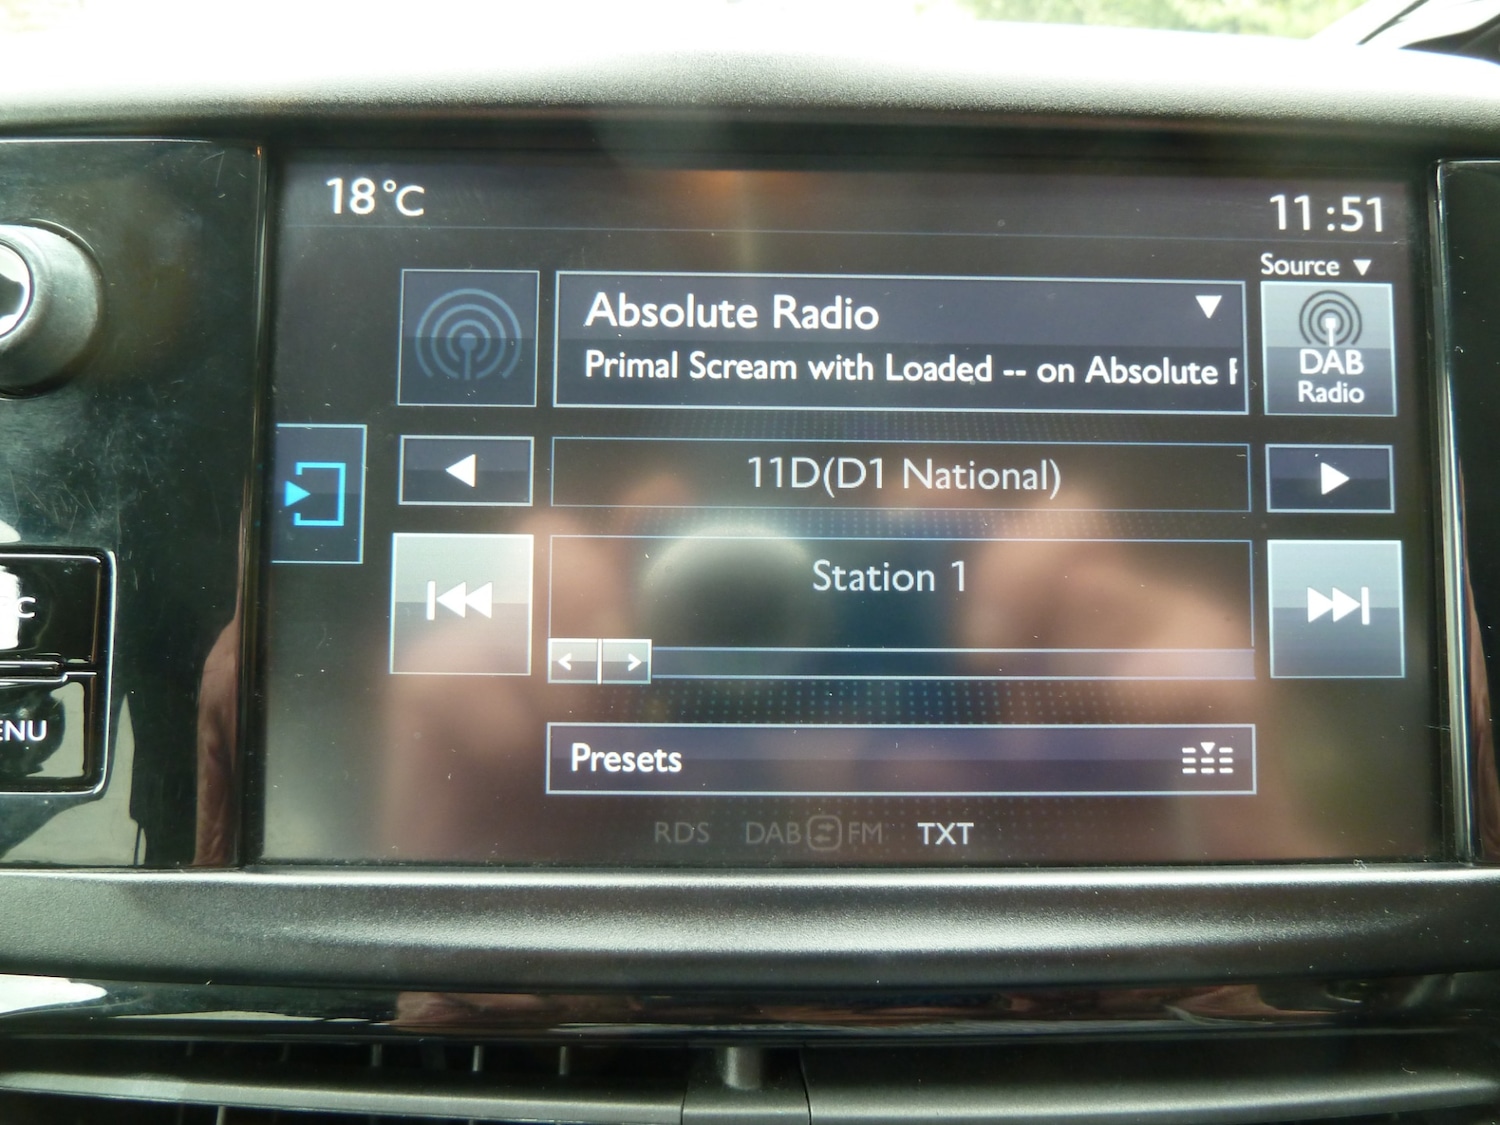 18°C
11:51
Source
Absolute Radio
Primal Scream with Loaded -- on Absolute
DAB
Radio
11D(D1 National)
Station 1
Presets
RDS DAB FM TXT
ENU